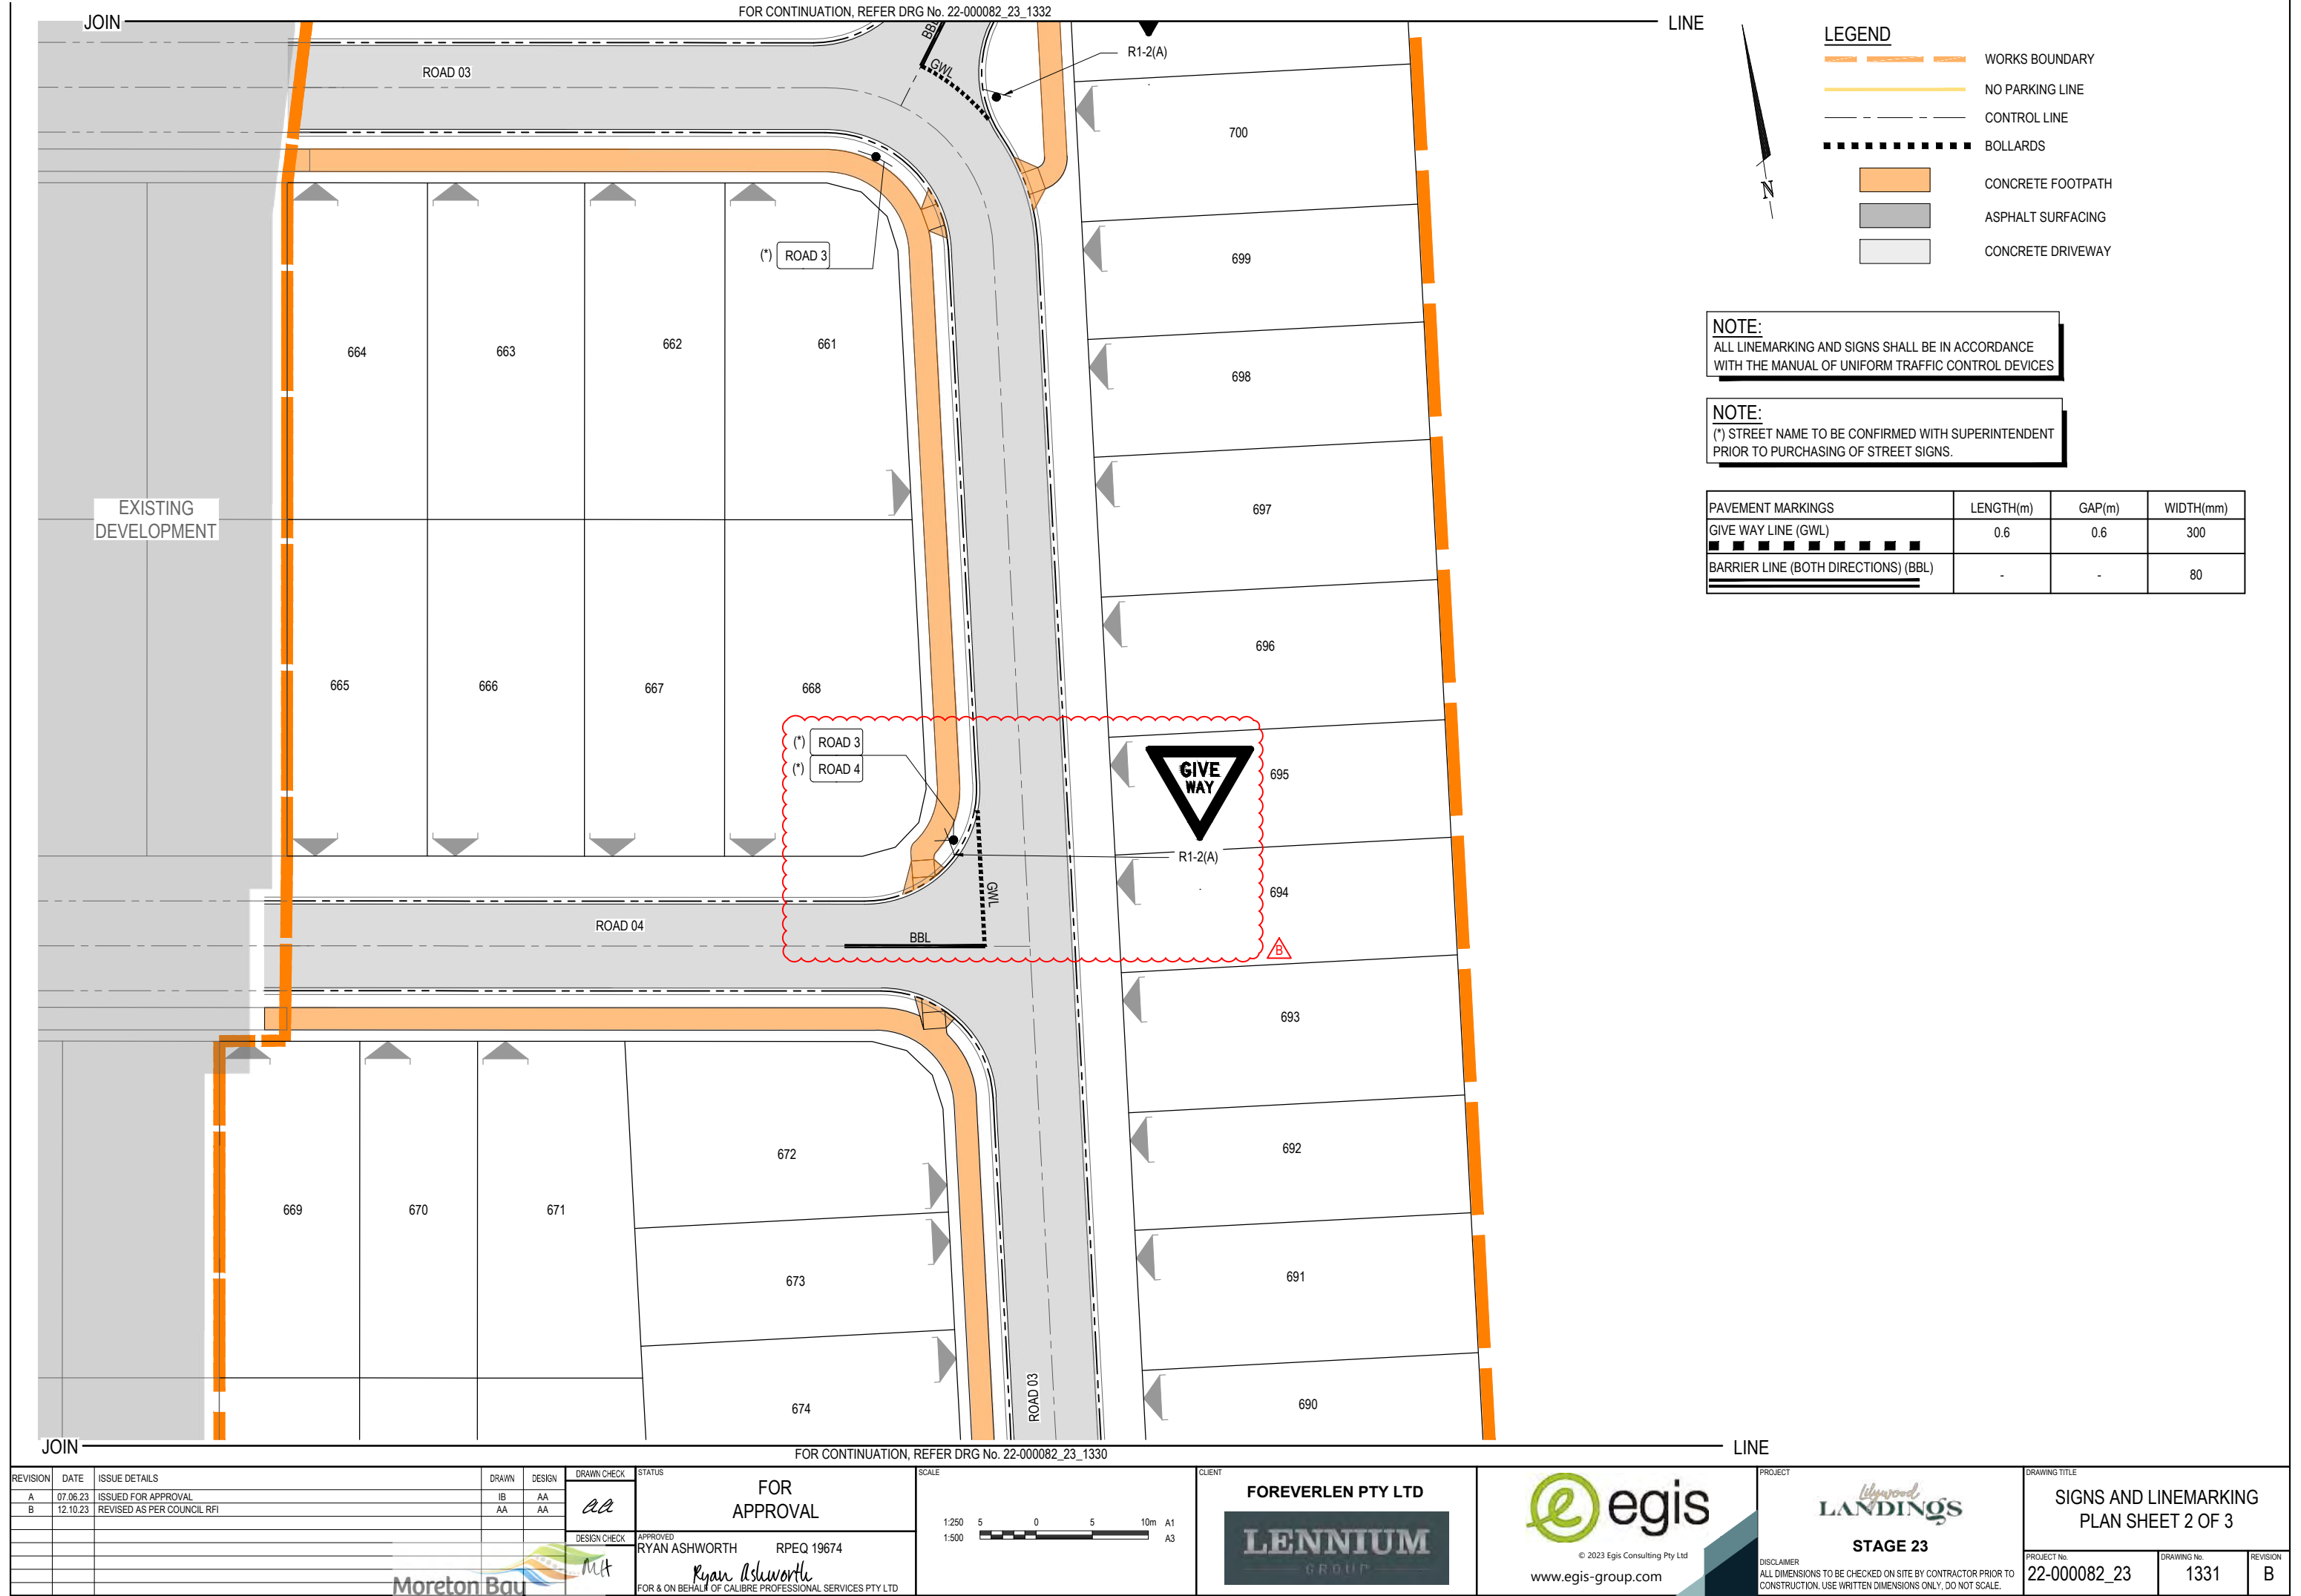 FOR CONTINUATION, REFER DRG No. 22-000082_23_1332
JOIN
LINE
ROAD 03
BBL
GWL
R1-2(A)
700
699
698
697
696
695
694
693
692
691
690
(*) ROAD 3
664
663
662
661
EXISTING
DEVELOPMENT
665
666
667
668
(*) ROAD 3
(*) ROAD 4
GIVE
WAY
R1-2(A)
GWL
ROAD 04
BBL
B
669
670
671
672
673
674
ROAD 03
JOIN
LINE
FOR CONTINUATION, REFER DRG No. 22-000082_23_1330
N
LEGEND
WORKS BOUNDARY
NO PARKING LINE
CONTROL LINE
BOLLARDS
CONCRETE FOOTPATH
ASPHALT SURFACING
CONCRETE DRIVEWAY
NOTE:
ALL LINEMARKING AND SIGNS SHALL BE IN ACCORDANCE
WITH THE MANUAL OF UNIFORM TRAFFIC CONTROL DEVICES
NOTE:
(*) STREET NAME TO BE CONFIRMED WITH SUPERINTENDENT
PRIOR TO PURCHASING OF STREET SIGNS.
PAVEMENT MARKINGS LENGTH(m) GAP(m) WIDTH(mm)
GIVE WAY LINE (GWL) 0.6 0.6 300
BARRIER LINE (BOTH DIRECTIONS) (BBL) - - 80
REVISION DATE ISSUE DETAILS DRAWN DESIGN
A 07.06.23 ISSUED FOR APPROVAL IB AA
B 12.10.23 REVISED AS PER COUNCIL RFI AA AA
Moreton Bay
DRAWN CHECK
aa
DESIGN CHECK
MH
STATUS
FOR
APPROVAL
APPROVED
RYAN ASHWORTH RPEQ 19674
Ryan Ashworth
FOR & ON BEHALF OF CALIBRE PROFESSIONAL SERVICES PTY LTD
SCALE
1:250 5 0 5 10m A1
1:500 A3
CLIENT
FOREVERLEN PTY LTD
LENNIUM
GROUP
egis
© 2023 Egis Consulting Pty Ltd
www.egis-group.com
PROJECT
lilywood
LANDINGS
STAGE 23
DISCLAIMER
ALL DIMENSIONS TO BE CHECKED ON SITE BY CONTRACTOR PRIOR TO
CONSTRUCTION. USE WRITTEN DIMENSIONS ONLY, DO NOT SCALE.
DRAWING TITLE
SIGNS AND LINEMARKING
PLAN SHEET 2 OF 3
PROJECT No.
22-000082_23
DRAWING No.
1331
REVISION
B